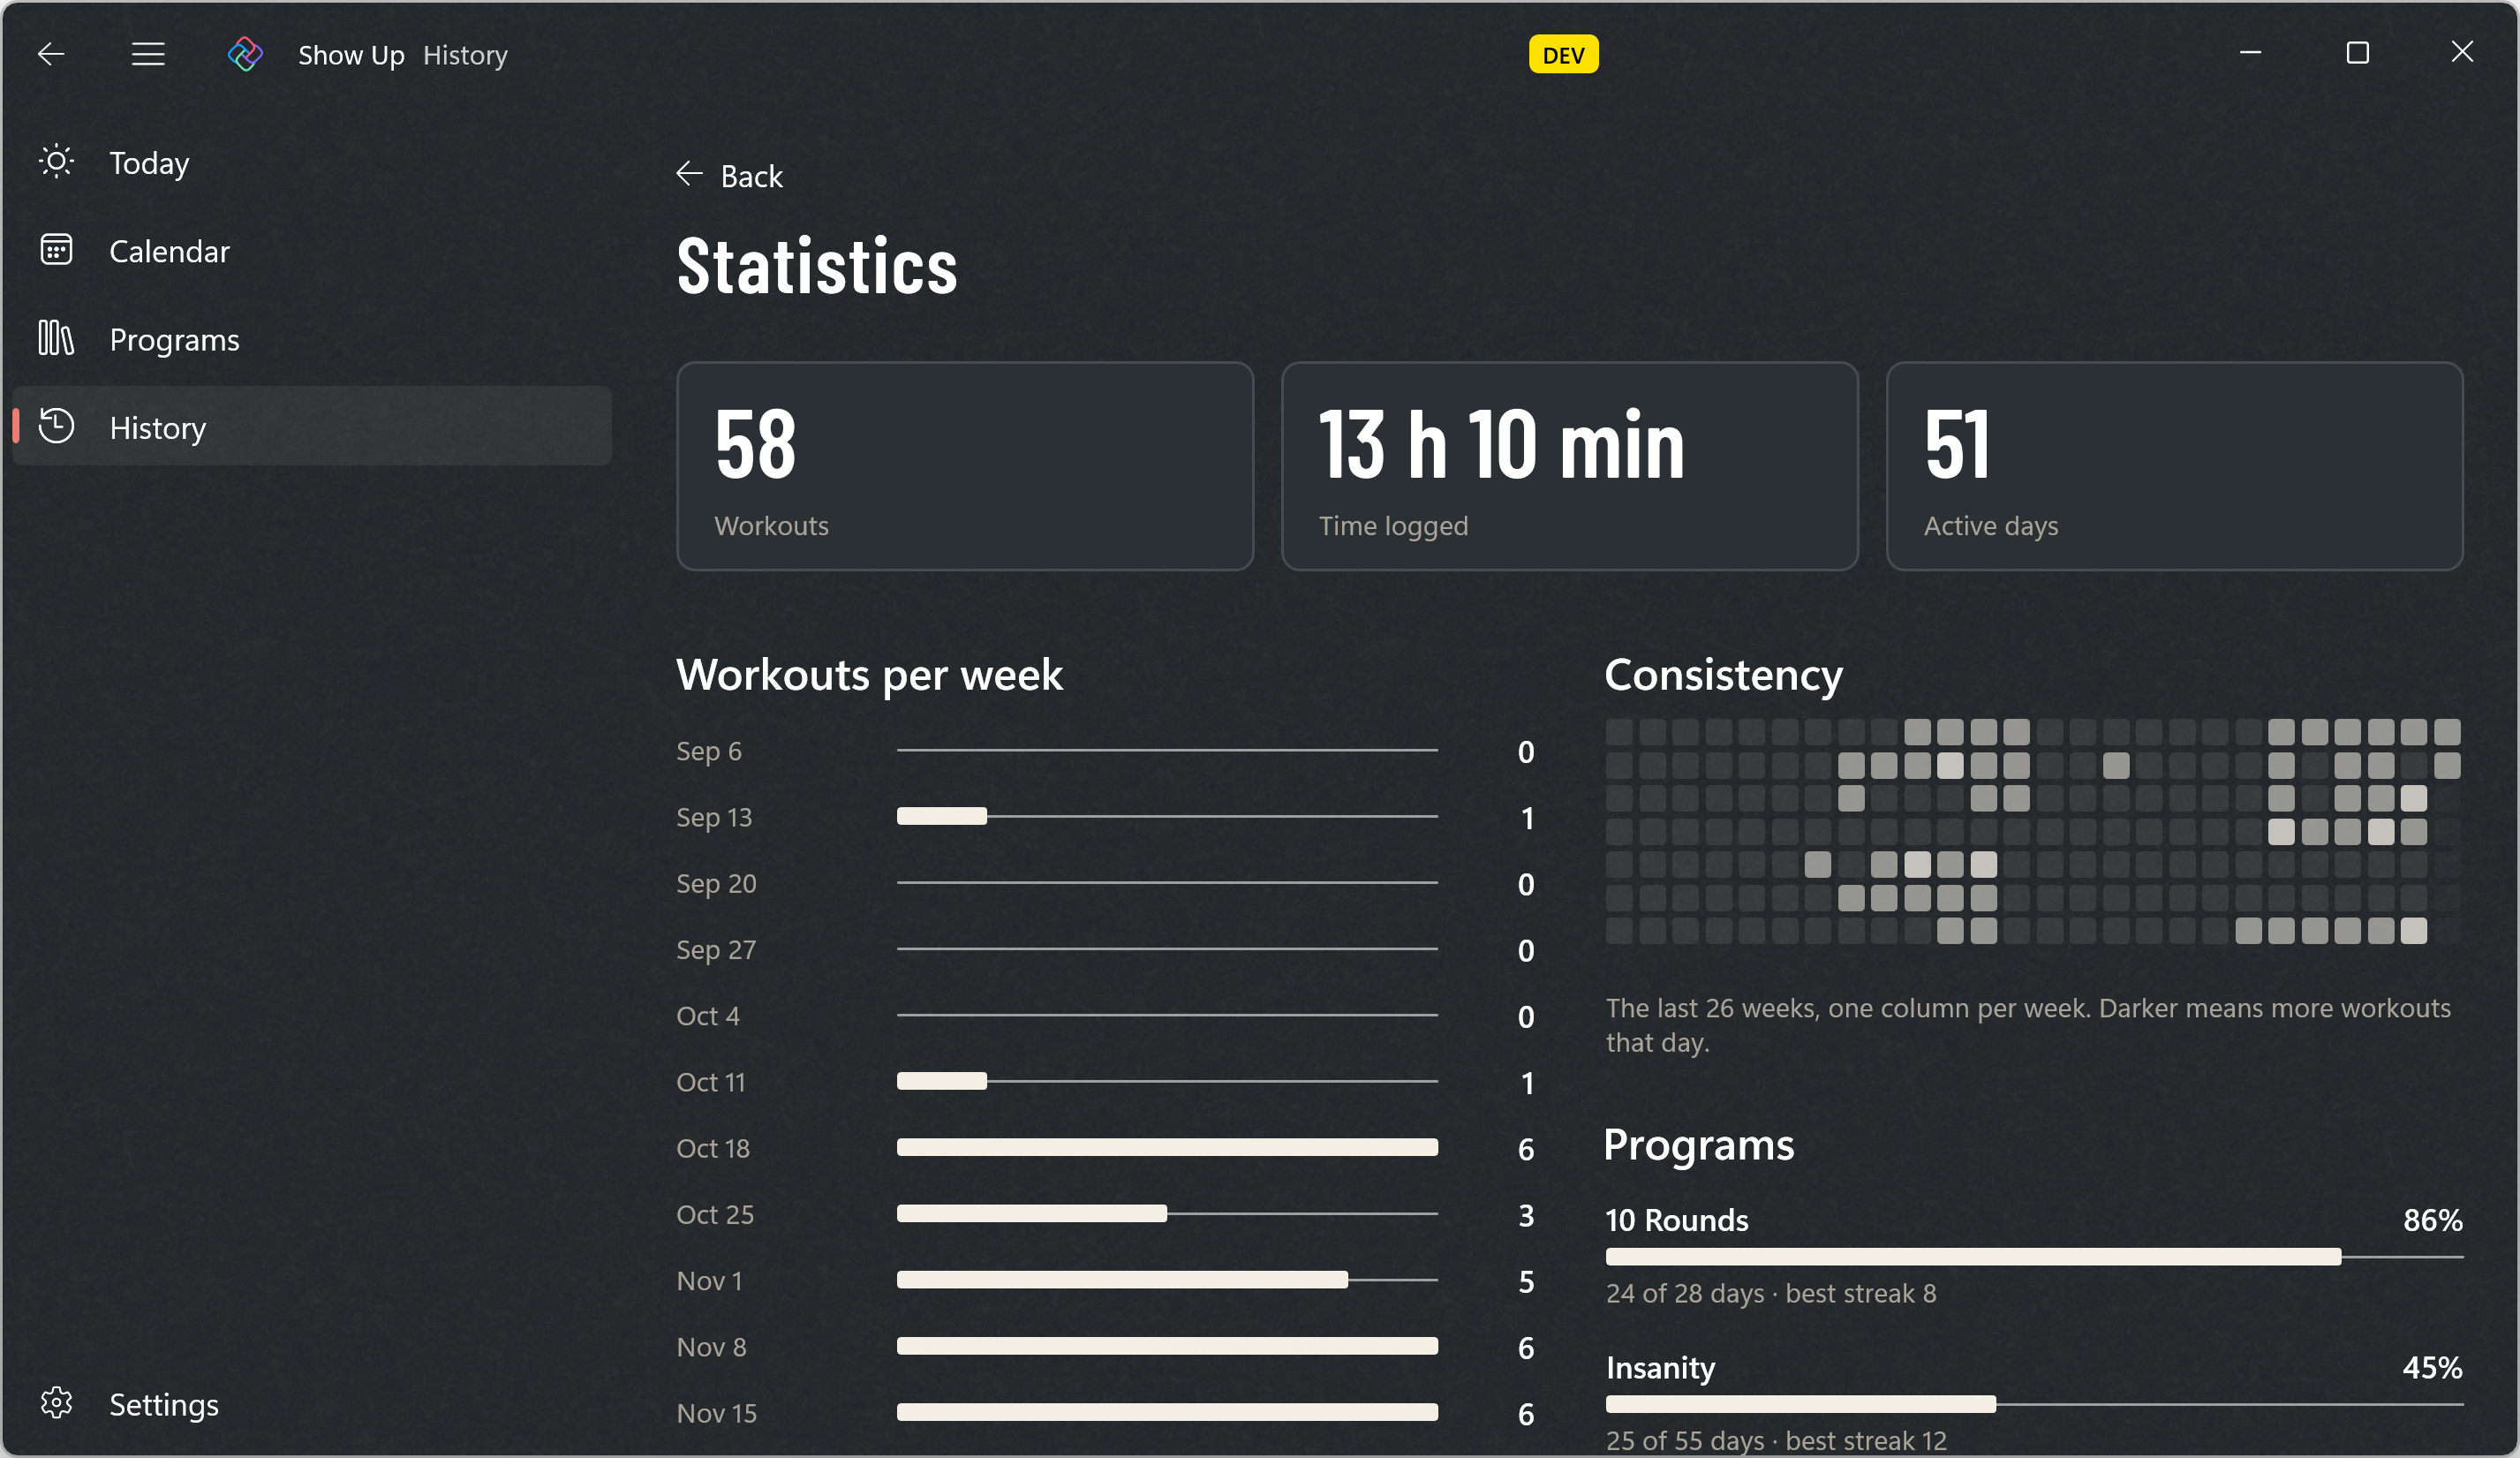 Show Up History
DEV
Today
Calendar
Programs
History
Settings
Back
Statistics
58
Workouts
13 h 10 min
Time logged
51
Active days
Workouts per week
Sep 6 0
Sep 13 1
Sep 20 0
Sep 27 0
Oct 4 0
Oct 11 1
Oct 18 6
Oct 25 3
Nov 1 5
Nov 8 6
Nov 15 6
Consistency
The last 26 weeks, one column per week. Darker means more workouts
that day.
Programs
10 Rounds 86%
24 of 28 days · best streak 8
Insanity 45%
25 of 55 days · best streak 12